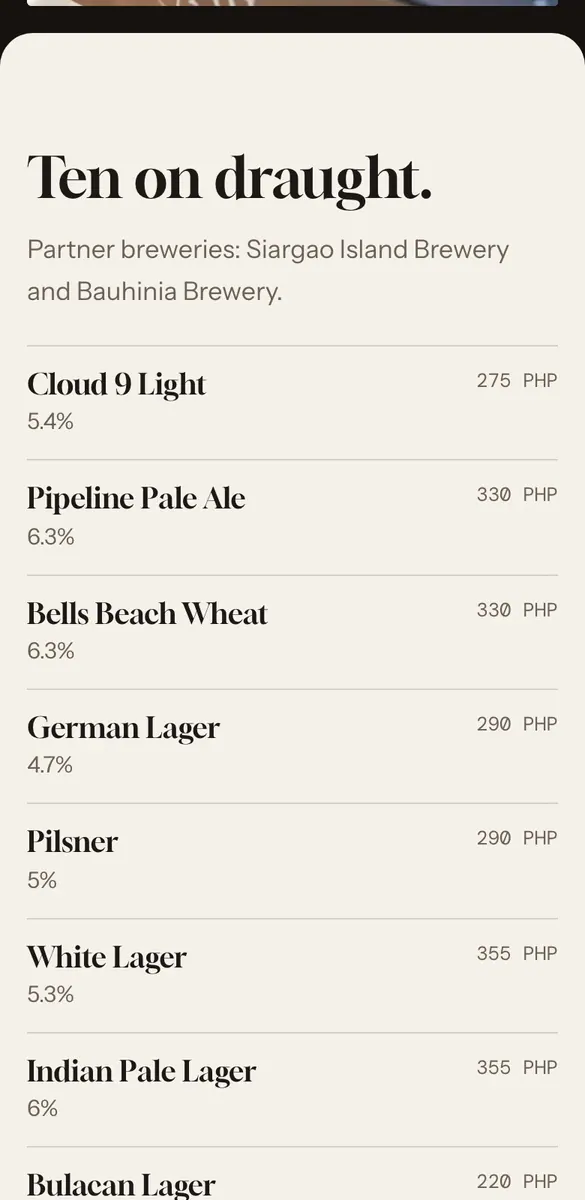 Ten on draught.
Partner breweries: Siargao Island Brewery
and Bauhinia Brewery.
Cloud 9 Light 275 PHP
5.4%
Pipeline Pale Ale 330 PHP
6.3%
Bells Beach Wheat 330 PHP
6.3%
German Lager 290 PHP
4.7%
Pilsner 290 PHP
5%
White Lager 355 PHP
5.3%
Indian Pale Lager 355 PHP
6%
Bulacan Lager 220 PHP